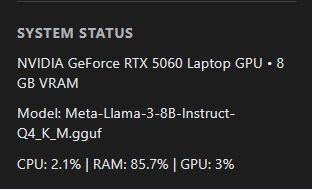 SYSTEM STATUS
NVIDIA GeForce RTX 5060 Laptop GPU • 8
GB VRAM
Model: Meta-Llama-3-8B-Instruct-
Q4_K_M.gguf
CPU: 2.1% | RAM: 85.7% | GPU: 3%